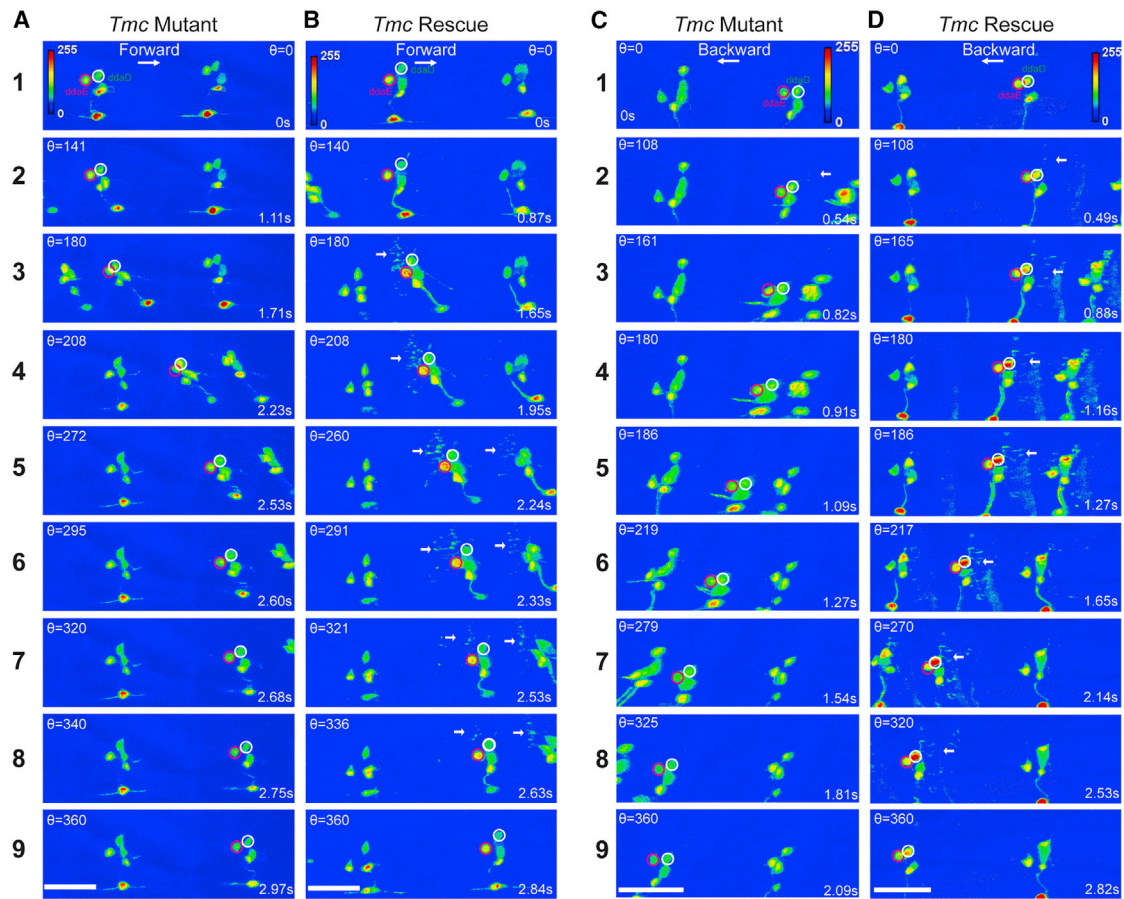 A
Tmc Mutant
B
Tmc Rescue
C
Tmc Mutant
D
Tmc Rescue
1
255
0
Forward
θ=0
ddaD
ddaE
0s
Forward
θ=0
255
0
ddaD
ddaE
0s
θ=0
Backward
255
0
ddaD
ddaE
θ=0
Backward
255
0
ddaD
ddaE
2
θ=141
1.11s
θ=140
0.87s
θ=108
0.54s
θ=108
0.49s
3
θ=180
1.71s
θ=180
1.65s
θ=161
0.82s
θ=165
0.88s
4
θ=208
2.23s
θ=208
1.95s
θ=180
0.91s
θ=180
-1.16s
5
θ=272
2.53s
θ=260
2.24s
θ=186
1.09s
θ=186
1.27s
6
θ=295
2.60s
θ=291
2.33s
θ=219
1.27s
θ=217
1.65s
7
θ=320
2.68s
θ=321
2.53s
θ=279
1.54s
θ=270
2.14s
8
θ=340
2.75s
θ=336
2.63s
θ=325
1.81s
θ=320
2.53s
9
θ=360
2.97s
θ=360
2.84s
θ=360
2.09s
θ=360
2.82s